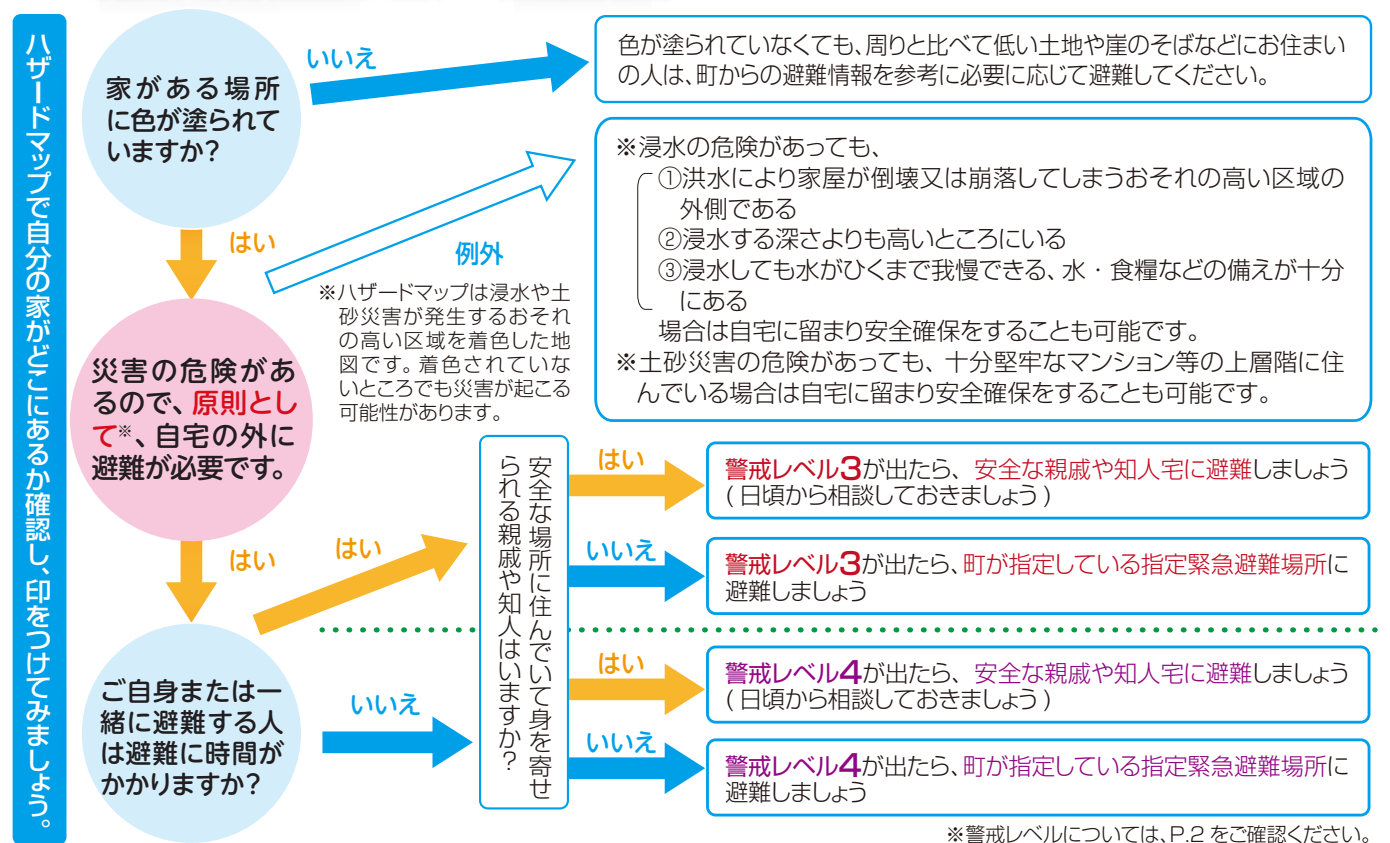 ハザードマップで自分の家がどこにあるか確認し、印をつけてみましょう。
家がある場所
に色が塗られて
いますか?
いいえ
色が塗られていなくても、周りと比べて低い土地や崖のそばなどにお住まい
の人は、町からの避難情報を参考に必要に応じて避難してください。
はい
例外
※ハザードマップは浸水や土
砂災害が発生するおそれ
の高い区域を着色した地
図です。着色されていな
いところでも災害が起こる
可能性があります。
※浸水の危険があっても、
①洪水により家屋が倒壊又は崩落してしまうおそれの高い区域の
外側である
②浸水する深さよりも高いところにいる
③浸水しても水がひくまで我慢できる、水・食糧などの備えが十分
にある
場合は自宅に留まり安全確保をすることも可能です。
※土砂災害の危険があっても、十分堅牢なマンション等の上層階に住
んでいる場合は自宅に留まり安全確保をすることも可能です。
災害の危険があ
るので、原則とし
て※、自宅の外に
避難が必要です。
はい
ご自身または一
緒に避難する人
は避難に時間が
かかりますか?
はい
いいえ
安全な場所に住んでいて身を寄せ
られる親戚や知人はいますか?
はい
警戒レベル3が出たら、安全な親戚や知人宅に避難しましょう
(日頃から相談しておきましょう)
いいえ
警戒レベル3が出たら、町が指定している指定緊急避難場所に
避難しましょう
はい
警戒レベル4が出たら、安全な親戚や知人宅に避難しましょう
(日頃から相談しておきましょう)
いいえ
警戒レベル4が出たら、町が指定している指定緊急避難場所に
避難しましょう
※警戒レベルについては、P.2 をご確認ください。